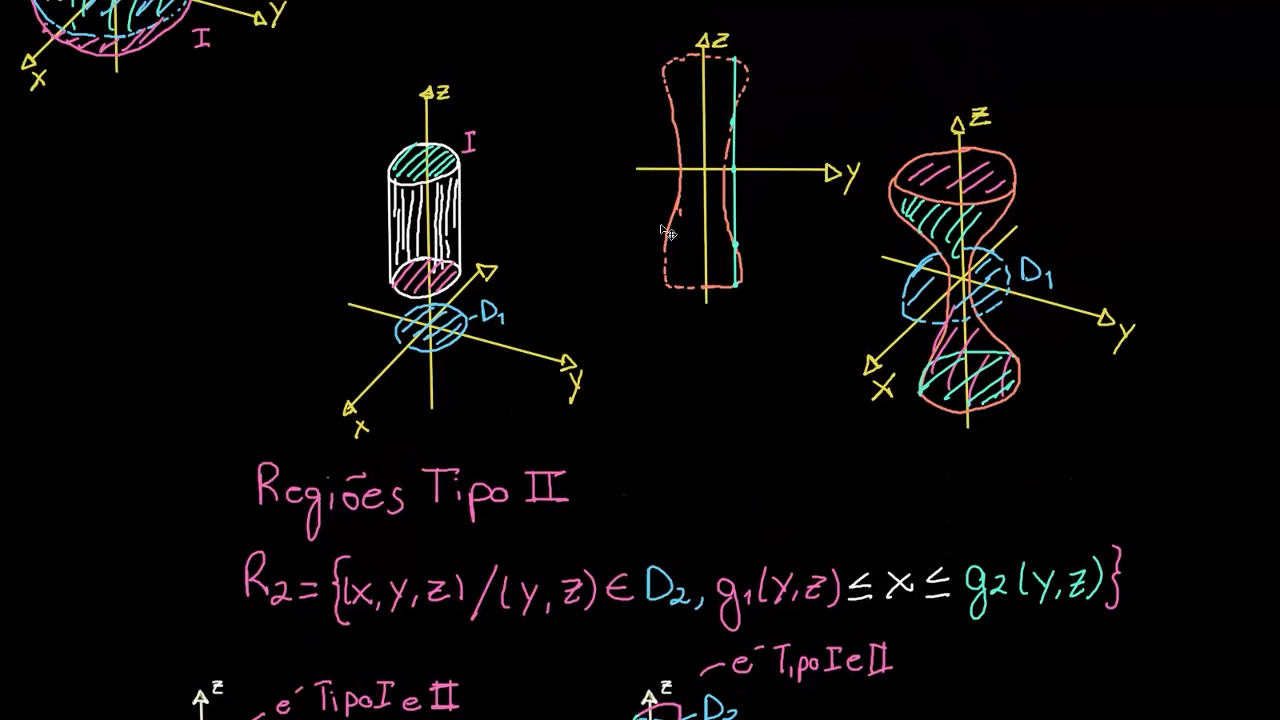 Y
I
X
Z
I
D₁
Y
X
Z
Y
Z
D₁
Y
X
Regiões Tipo II
R₂={(x,y,z)/(y,z)∈D₂, g₁(y,z)≤x≤g₂(y,z)}
é Tipo I e II
é Tipo I e II
z
z
D₂